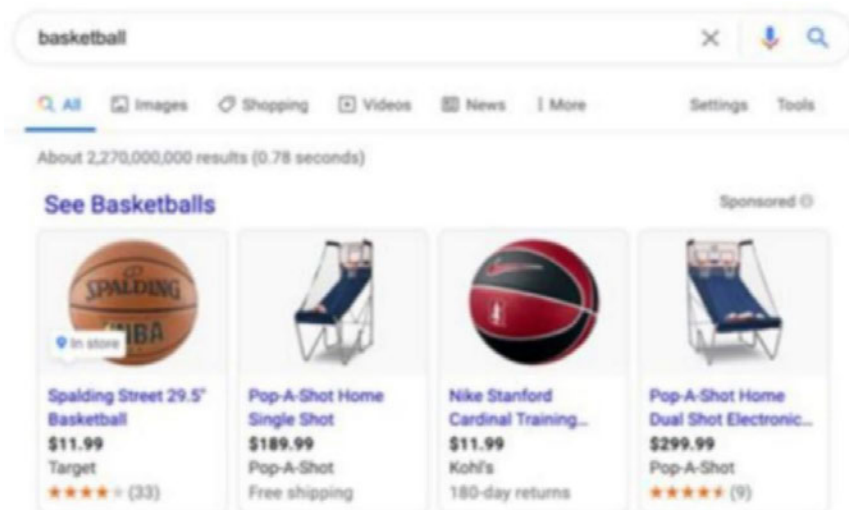 basketball
All Images Shopping Videos News More Settings Tools
About 2,270,000,000 results (0.78 seconds)
See Basketballs
Sponsored
SPALDING
NBA
In store
Spalding Street 29.5"
Basketball
$11.99
Target
(33)
Pop-A-Shot Home
Single Shot
$189.99
Pop-A-Shot
Free shipping
Nike Stanford
Cardinal Training...
$11.99
Kohl's
180-day returns
Pop-A-Shot Home
Dual Shot Electronic...
$299.99
Pop-A-Shot
(9)